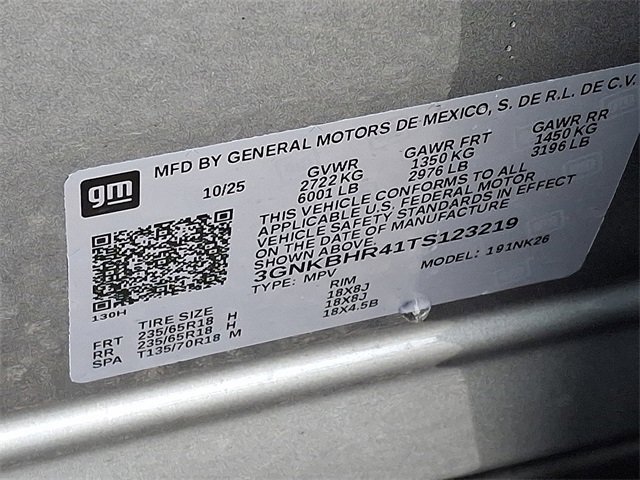 MFD BY GENERAL MOTORS DE MEXICO, S. DE R.L. DE C.V.
gm
10/25
GVWR GAWR FRT GAWR RR
2722 KG 1350 KG 1450 KG
6001 LB 2976 LB 3196 LB
THIS VEHICLE CONFORMS TO ALL
APPLICABLE U.S. FEDERAL MOTOR
VEHICLE SAFETY STANDARDS IN EFFECT
ON THE DATE OF MANUFACTURE
SHOWN ABOVE.
3GNKBHR41TS123219
TYPE: MPV MODEL: 191NK26
130H
TIRE SIZE RIM
FRT 235/65R18 H 18X8J
RR 235/65R18 H 18X8J
SPA T135/70R18 M 18X4.5B